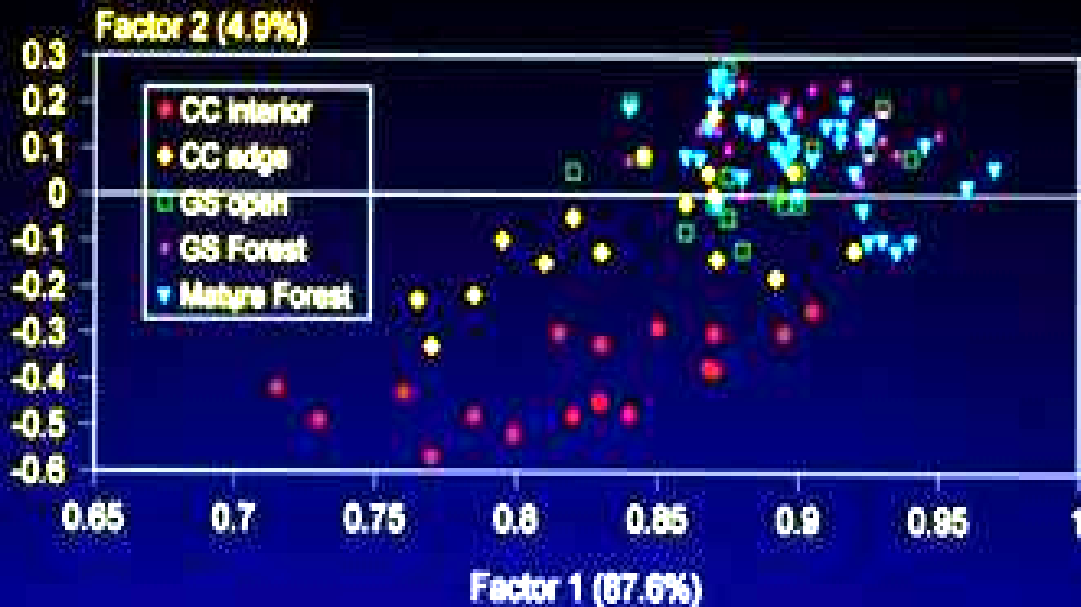 Factor 2 (4.9%)
0.3
0.2
0.1
0
-0.1
-0.2
-0.3
-0.4
-0.5
-0.6
CC interior
CC edge
GS open
GS Forest
Mature Forest
0.65 0.7 0.75 0.8 0.85 0.9 0.95 1
Factor 1 (87.6%)